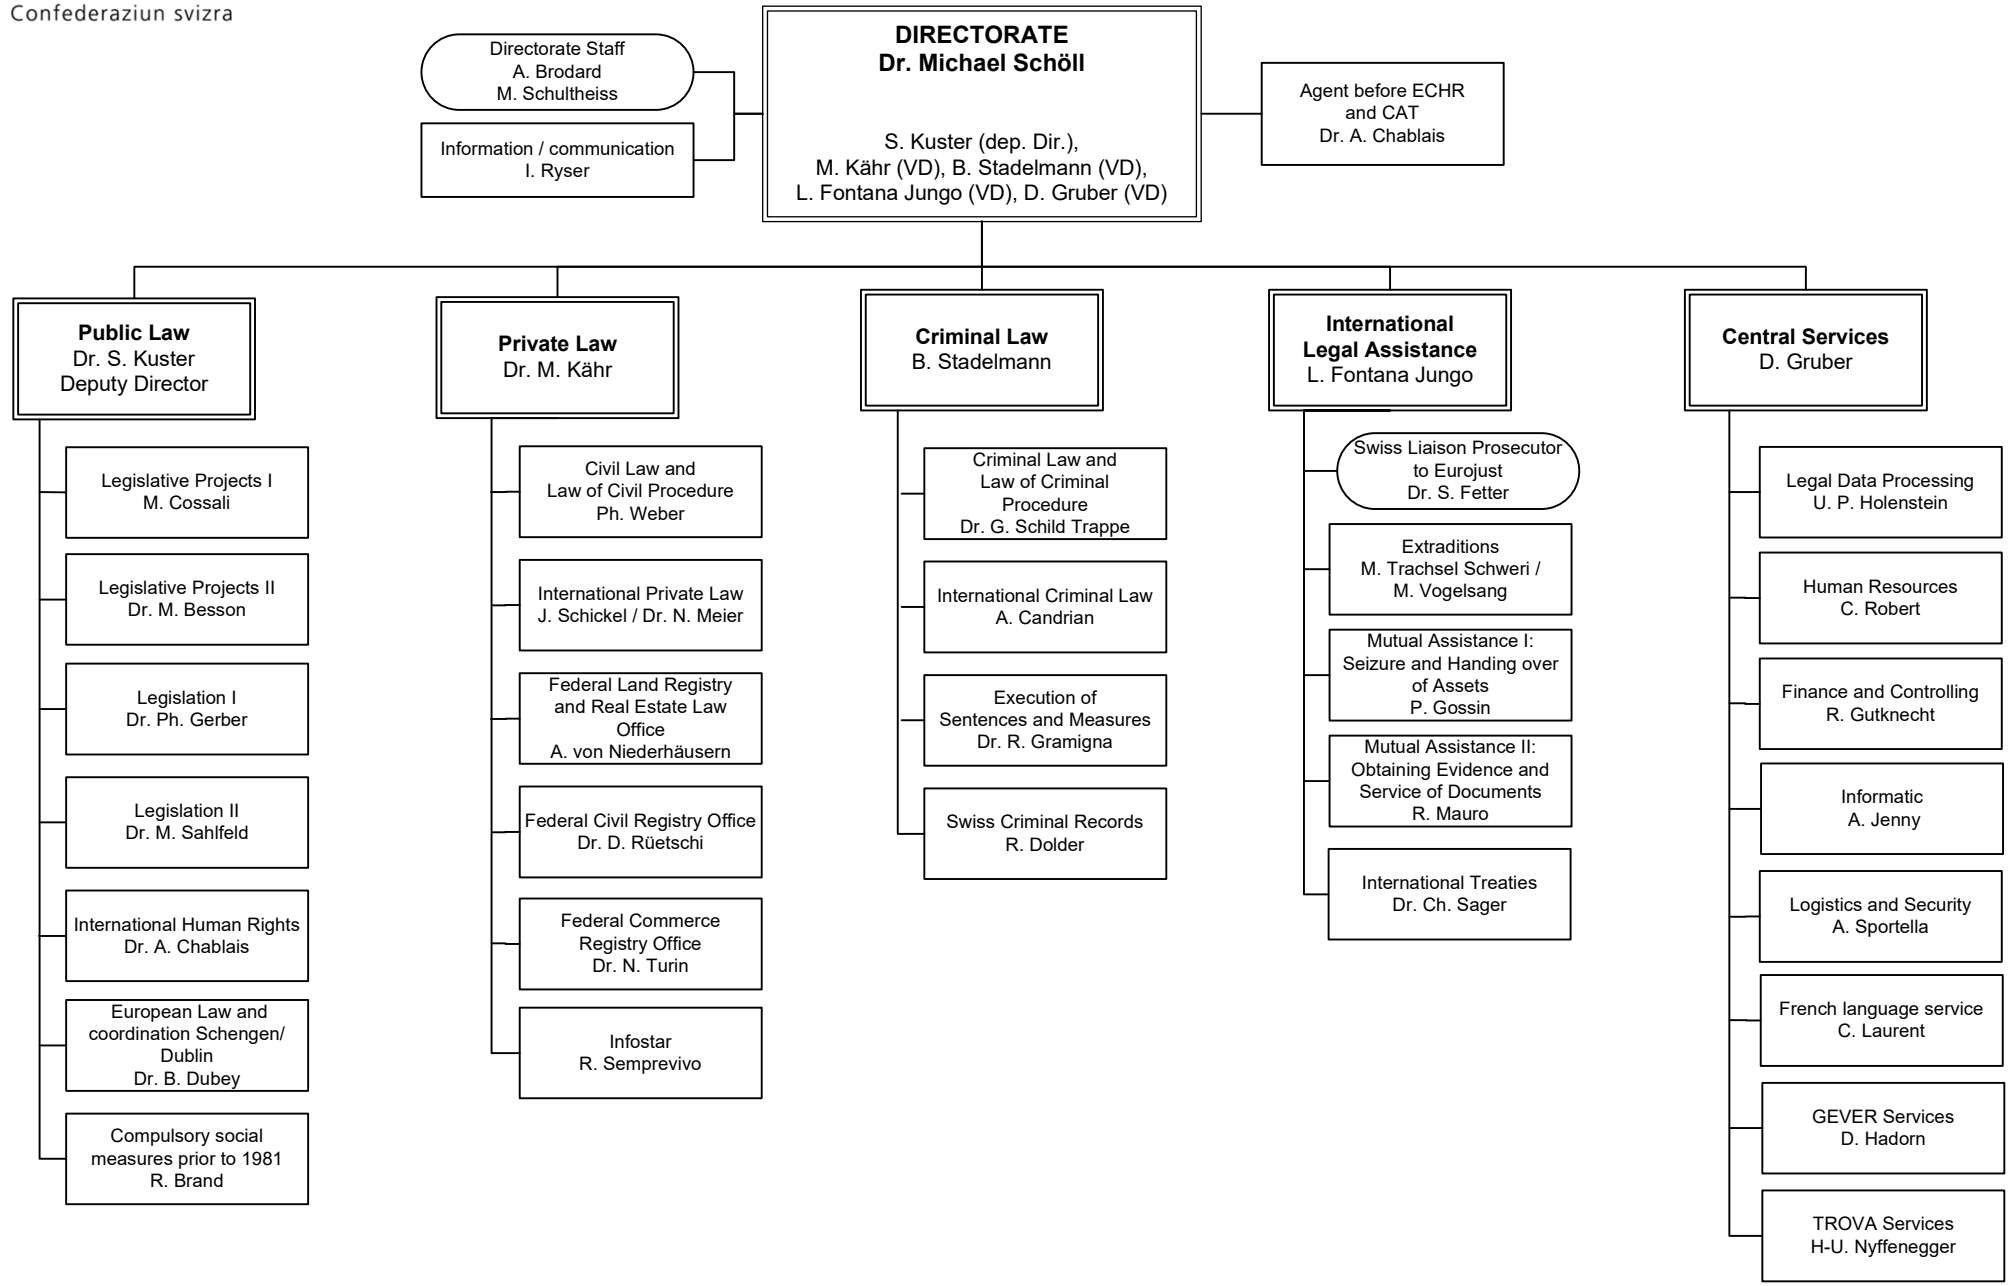 Confederaziun svizra
DIRECTORATE
Dr. Michael Schöll
S. Kuster (dep. Dir.),
M. Kähr (VD), B. Stadelmann (VD),
L. Fontana Jungo (VD), D. Gruber (VD)
Directorate Staff
A. Brodard
M. Schultheiss
Information / communication
I. Ryser
Agent before ECHR
and CAT
Dr. A. Chablais
Public Law
Dr. S. Kuster
Deputy Director
Legislative Projects I
M. Cossali
Legislative Projects II
Dr. M. Besson
Legislation I
Dr. Ph. Gerber
Legislation II
Dr. M. Sahlfeld
International Human Rights
Dr. A. Chablais
European Law and
coordination Schengen/
Dublin
Dr. B. Dubey
Compulsory social
measures prior to 1981
R. Brand
Private Law
Dr. M. Kähr
Civil Law and
Law of Civil Procedure
Ph. Weber
International Private Law
J. Schickel / Dr. N. Meier
Federal Land Registry
and Real Estate Law
Office
A. von Niederhäusern
Federal Civil Registry Office
Dr. D. Rüetschi
Federal Commerce
Registry Office
Dr. N. Turin
Infostar
R. Semprevivo
Criminal Law
B. Stadelmann
Criminal Law and
Law of Criminal
Procedure
Dr. G. Schild Trappe
International Criminal Law
A. Candrian
Execution of
Sentences and Measures
Dr. R. Gramigna
Swiss Criminal Records
R. Dolder
International
Legal Assistance
L. Fontana Jungo
Swiss Liaison Prosecutor
to Eurojust
Dr. S. Fetter
Extraditions
M. Trachsel Schweri /
M. Vogelsang
Mutual Assistance I:
Seizure and Handing over
of Assets
P. Gossin
Mutual Assistance II:
Obtaining Evidence and
Service of Documents
R. Mauro
International Treaties
Dr. Ch. Sager
Central Services
D. Gruber
Legal Data Processing
U. P. Holenstein
Human Resources
C. Robert
Finance and Controlling
R. Gutknecht
Informatic
A. Jenny
Logistics and Security
A. Sportella
French language service
C. Laurent
GEVER Services
D. Hadorn
TROVA Services
H-U. Nyffenegger